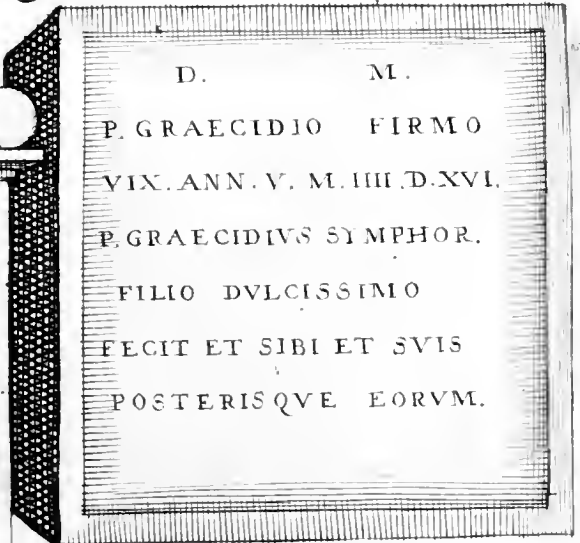 D. M.
P. GRAECIDIO FIRMO
VIX. ANN. V. M. IIII. D. XVI.
P. GRAECIDIVS SYMPHOR.
FILIO DVLCISSIMO
FECIT ET SIBI ET SVIS
POSTERISQVE EORVM.